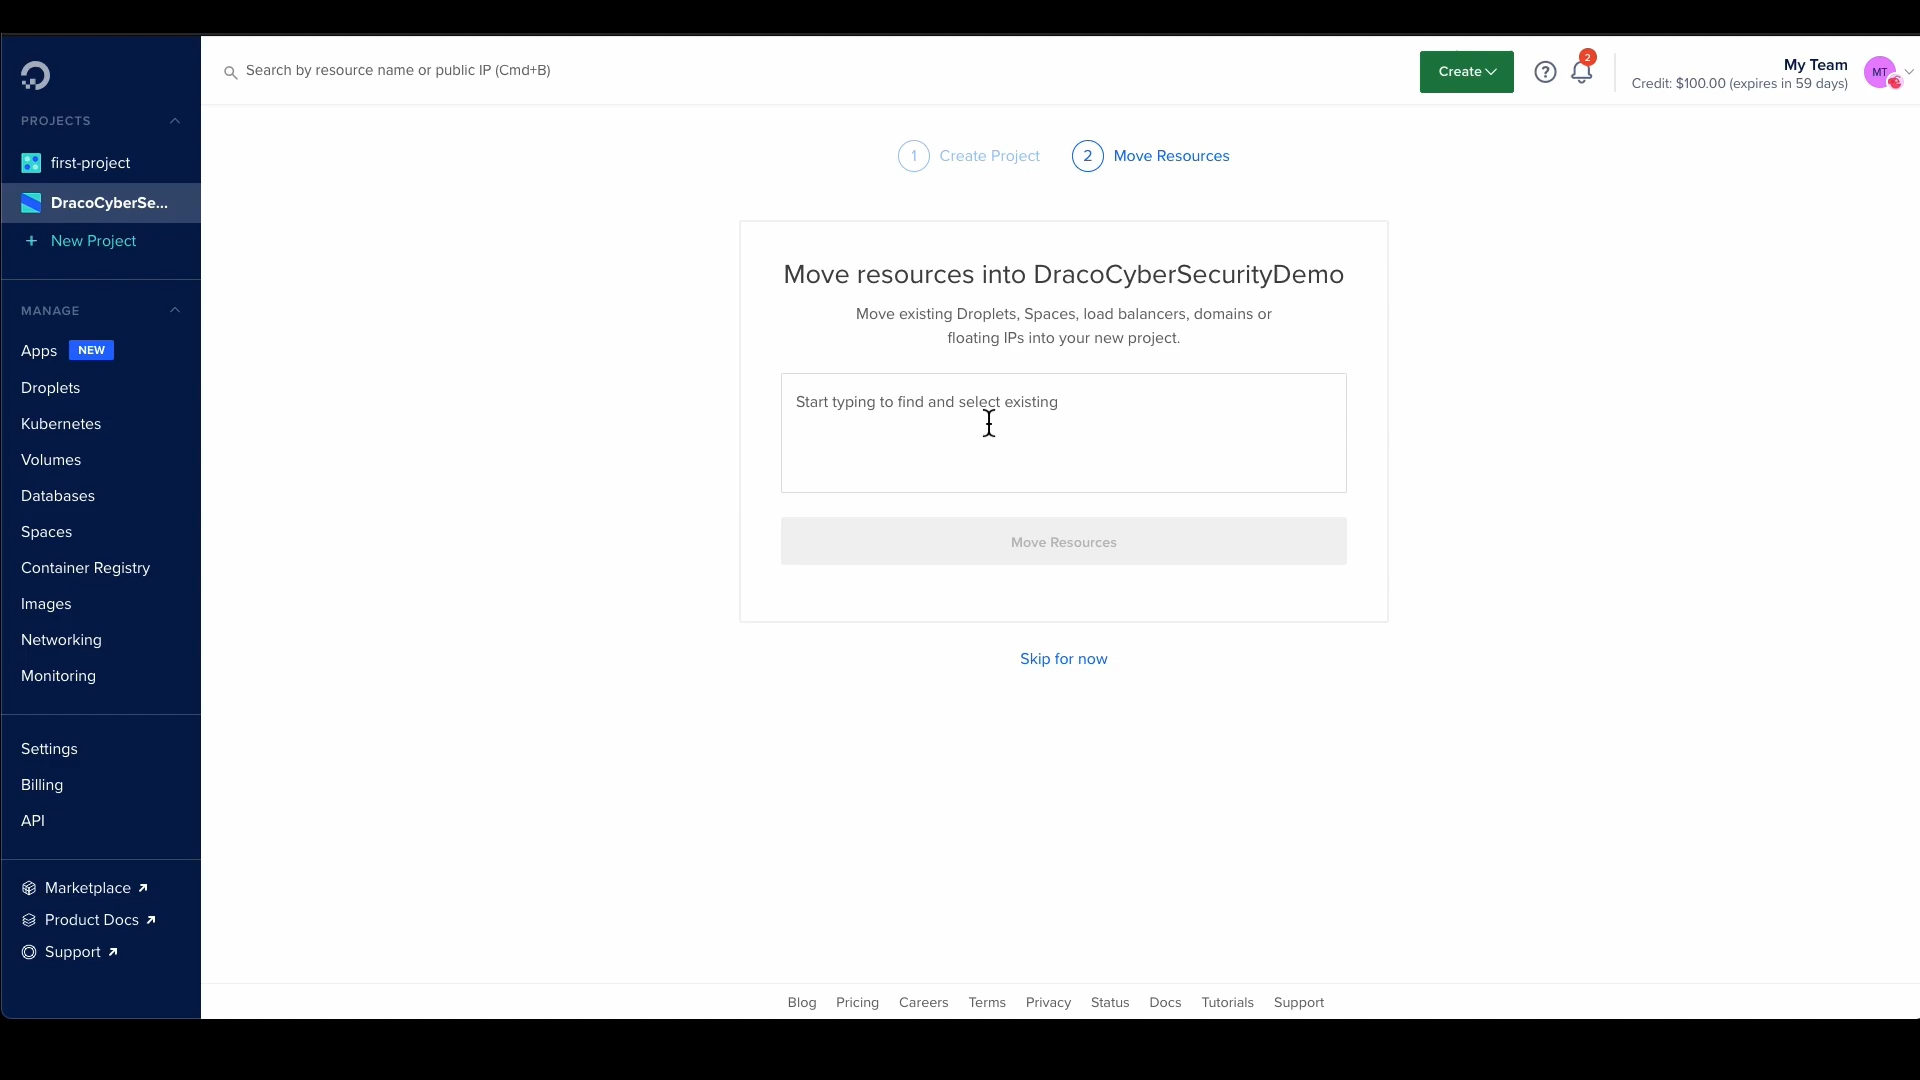 Search by resource name or public IP (Cmd+B)
Create
2
My Team
Credit: $100.00 (expires in 59 days)
MT
PROJECTS
first-project
DracoCyberSe...
+ New Project
MANAGE
Apps NEW
Droplets
Kubernetes
Volumes
Databases
Spaces
Container Registry
Images
Networking
Monitoring
Settings
Billing
API
Marketplace
Product Docs
Support
1 Create Project
2 Move Resources
Move resources into DracoCyberSecurityDemo
Move existing Droplets, Spaces, load balancers, domains or
floating IPs into your new project.
Start typing to find and select existing
Move Resources
Skip for now
Blog Pricing Careers Terms Privacy Status Docs Tutorials Support